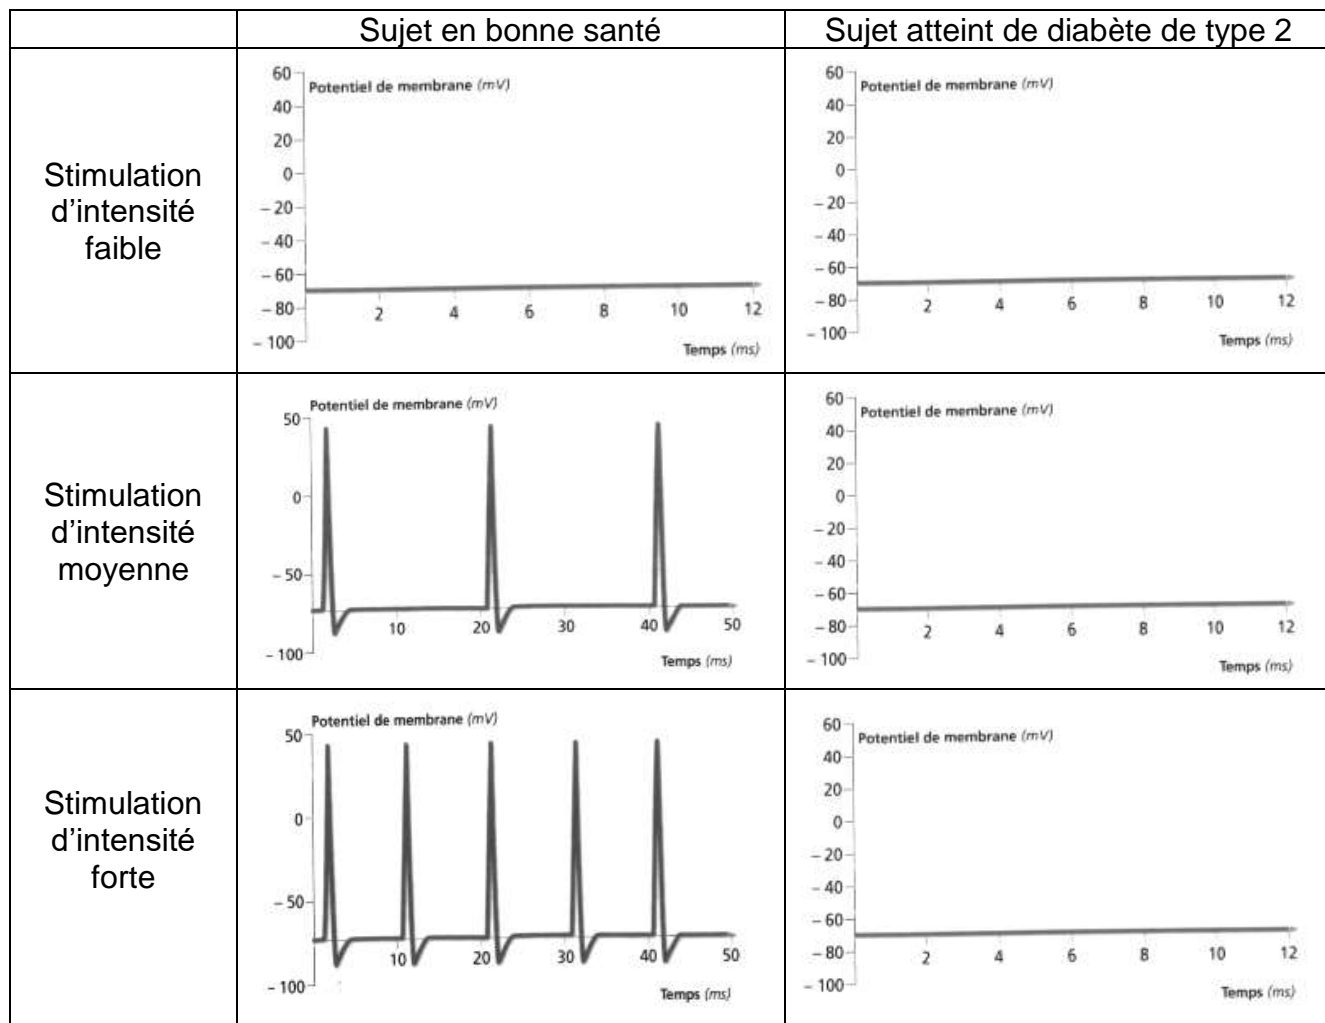 Sujet en bonne santé
Sujet atteint de diabète de type 2
Stimulation
d'intensité
faible
Potentiel de membrane (mV)
60
40
20
0
– 20
– 40
– 60
– 80
– 100
2 4 6 8 10 12
Temps (ms)
Potentiel de membrane (mV)
60
40
20
0
– 20
– 40
– 60
– 80
– 100
2 4 6 8 10 12
Temps (ms)
Stimulation
d'intensité
moyenne
Potentiel de membrane (mV)
50
0
– 50
– 100
10 20 30 40 50
Temps (ms)
Potentiel de membrane (mV)
60
40
20
0
– 20
– 40
– 60
– 80
– 100
2 4 6 8 10 12
Temps (ms)
Stimulation
d'intensité
forte
Potentiel de membrane (mV)
50
0
– 50
– 100
10 20 30 40 50
Temps (ms)
Potentiel de membrane (mV)
60
40
20
0
– 20
– 40
– 60
– 80
– 100
2 4 6 8 10 12
Temps (ms)